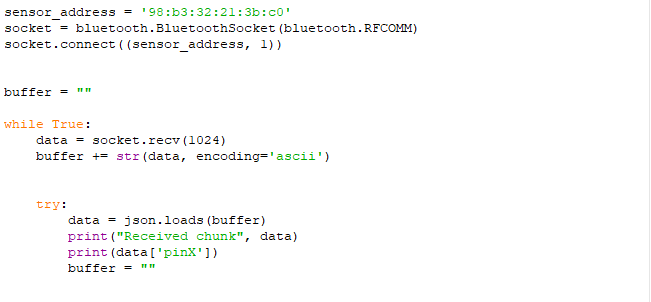 sensor_address = '98:b3:32:21:3b:c0'
socket = bluetooth.BluetoothSocket(bluetooth.RFCOMM)
socket.connect((sensor_address, 1))
buffer = ""
while True:
    data = socket.recv(1024)
    buffer += str(data, encoding='ascii')
    try:
        data = json.loads(buffer)
        print("Received chunk", data)
        print(data['pinX'])
        buffer = ""